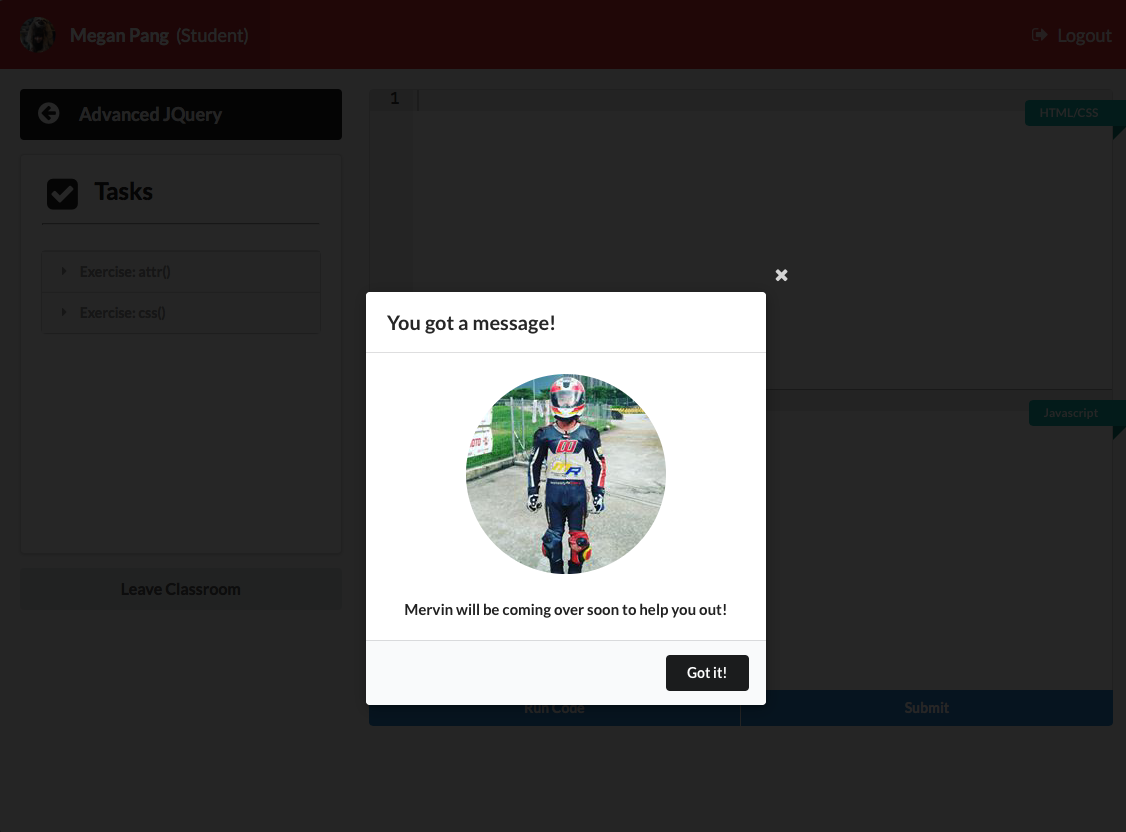 Megan Pang (Student)
Logout
Advanced JQuery
1
HTML/CSS
Tasks
Exercise: attr()
Exercise: css()
You got a message!
Javascript
Mervin will be coming over soon to help you out!
Leave Classroom
Got it!
Run Code
Submit